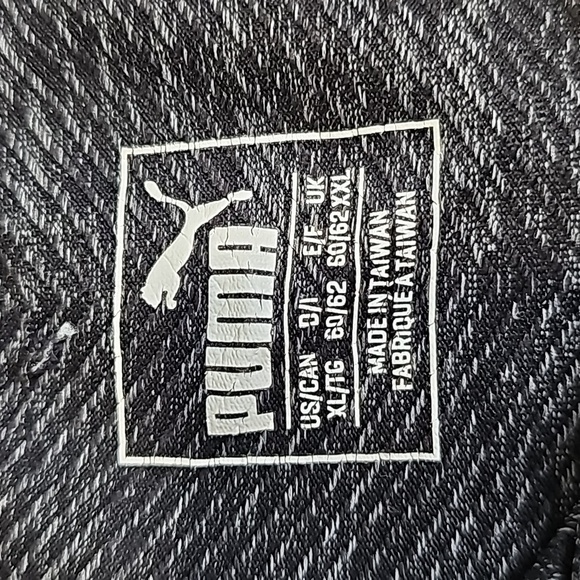 PUMA
US/CAN D/I E/F UK
XL/TG 60/62 60/62 XXL
MADE IN TAIWAN
FABRIQUE A TAIWAN